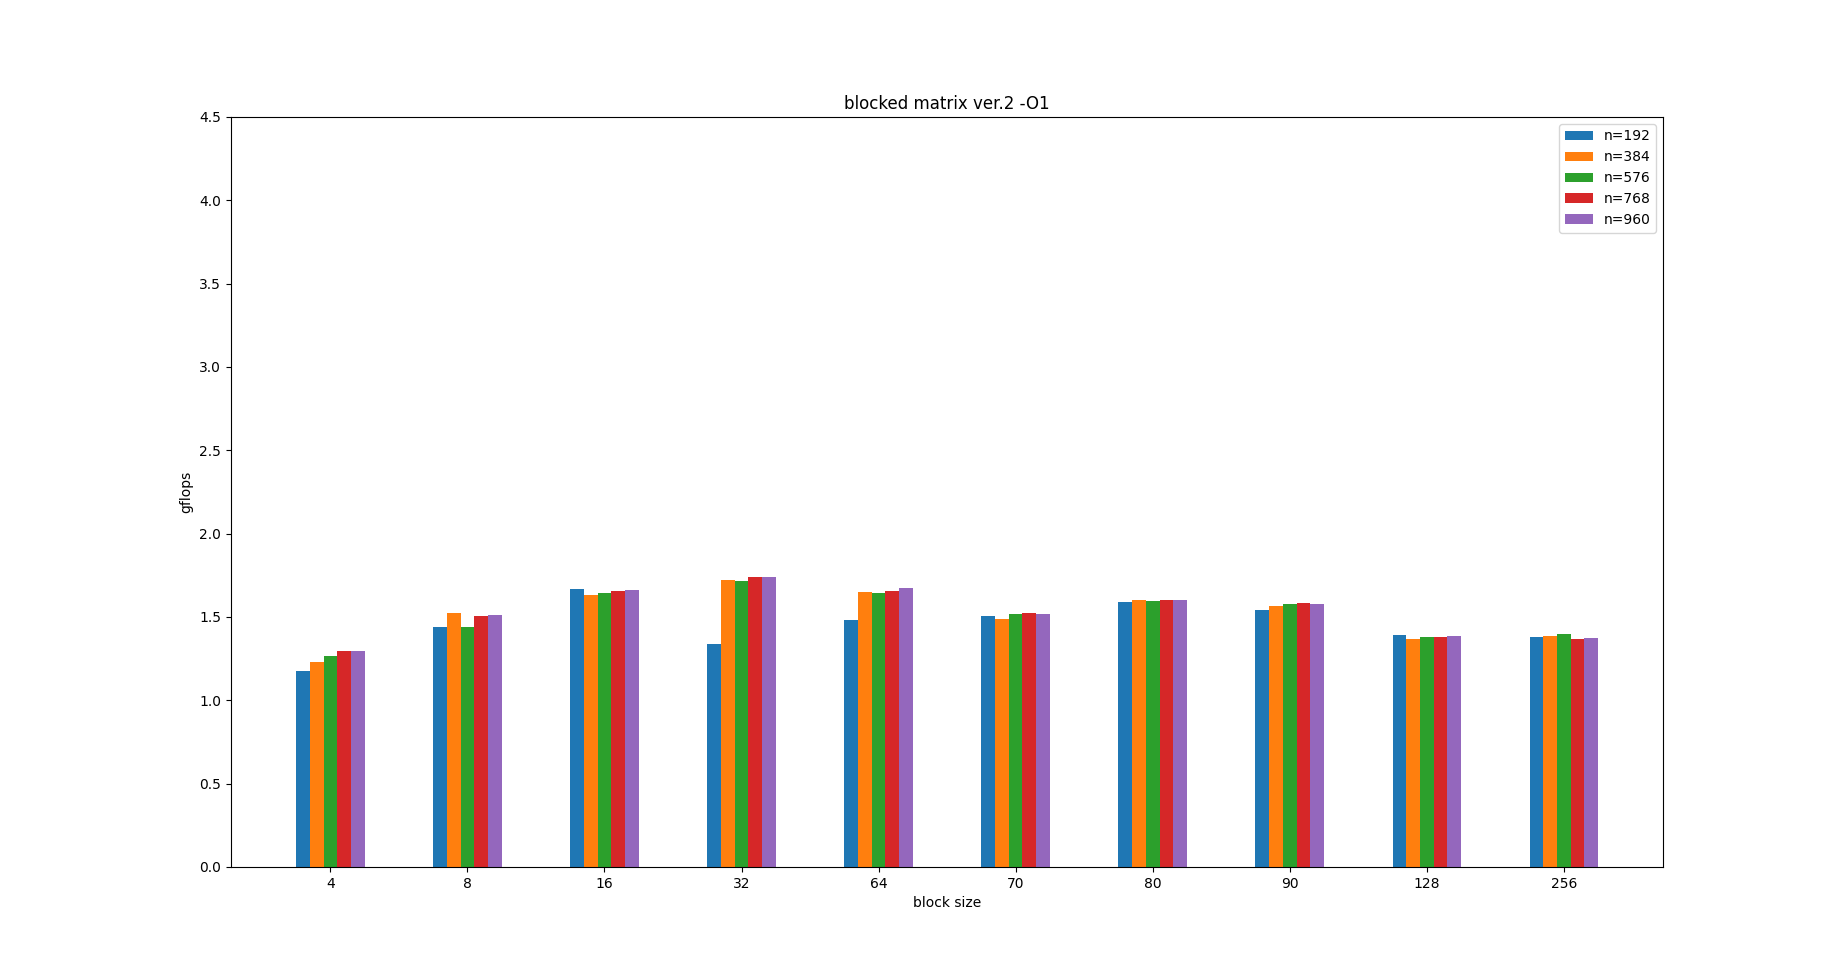 blocked matrix ver.2 -O1
n=192
n=384
n=576
n=768
n=960
4.5
4.0
3.5
3.0
2.5
2.0
1.5
1.0
0.5
0.0
gflops
4 8 16 32 64 70 80 90 128 256
block size